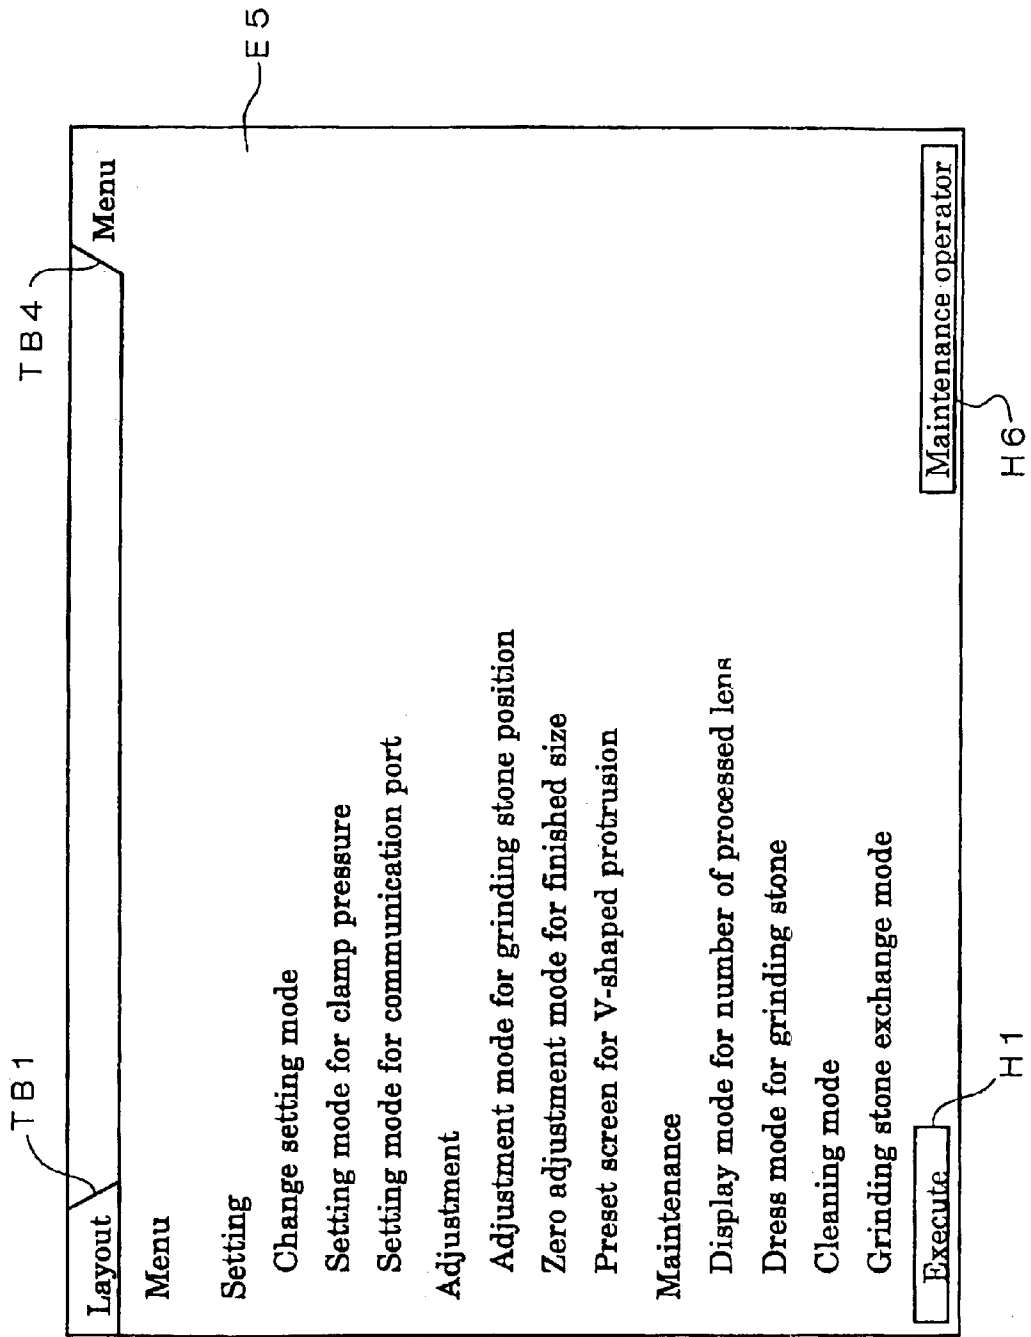 TB1
TB4
Layout
Menu
E5
Menu
Setting
Change setting mode
Setting mode for clamp pressure
Setting mode for communication port
Adjustment
Adjustment mode for grinding stone position
Zero adjustment mode for finished size
Preset screen for V-shaped protrusion
Maintenance
Display mode for number of processed lens
Dress mode for grinding stone
Cleaning mode
Grinding stone exchange mode
Execute
Maintenance operator
H1
H6